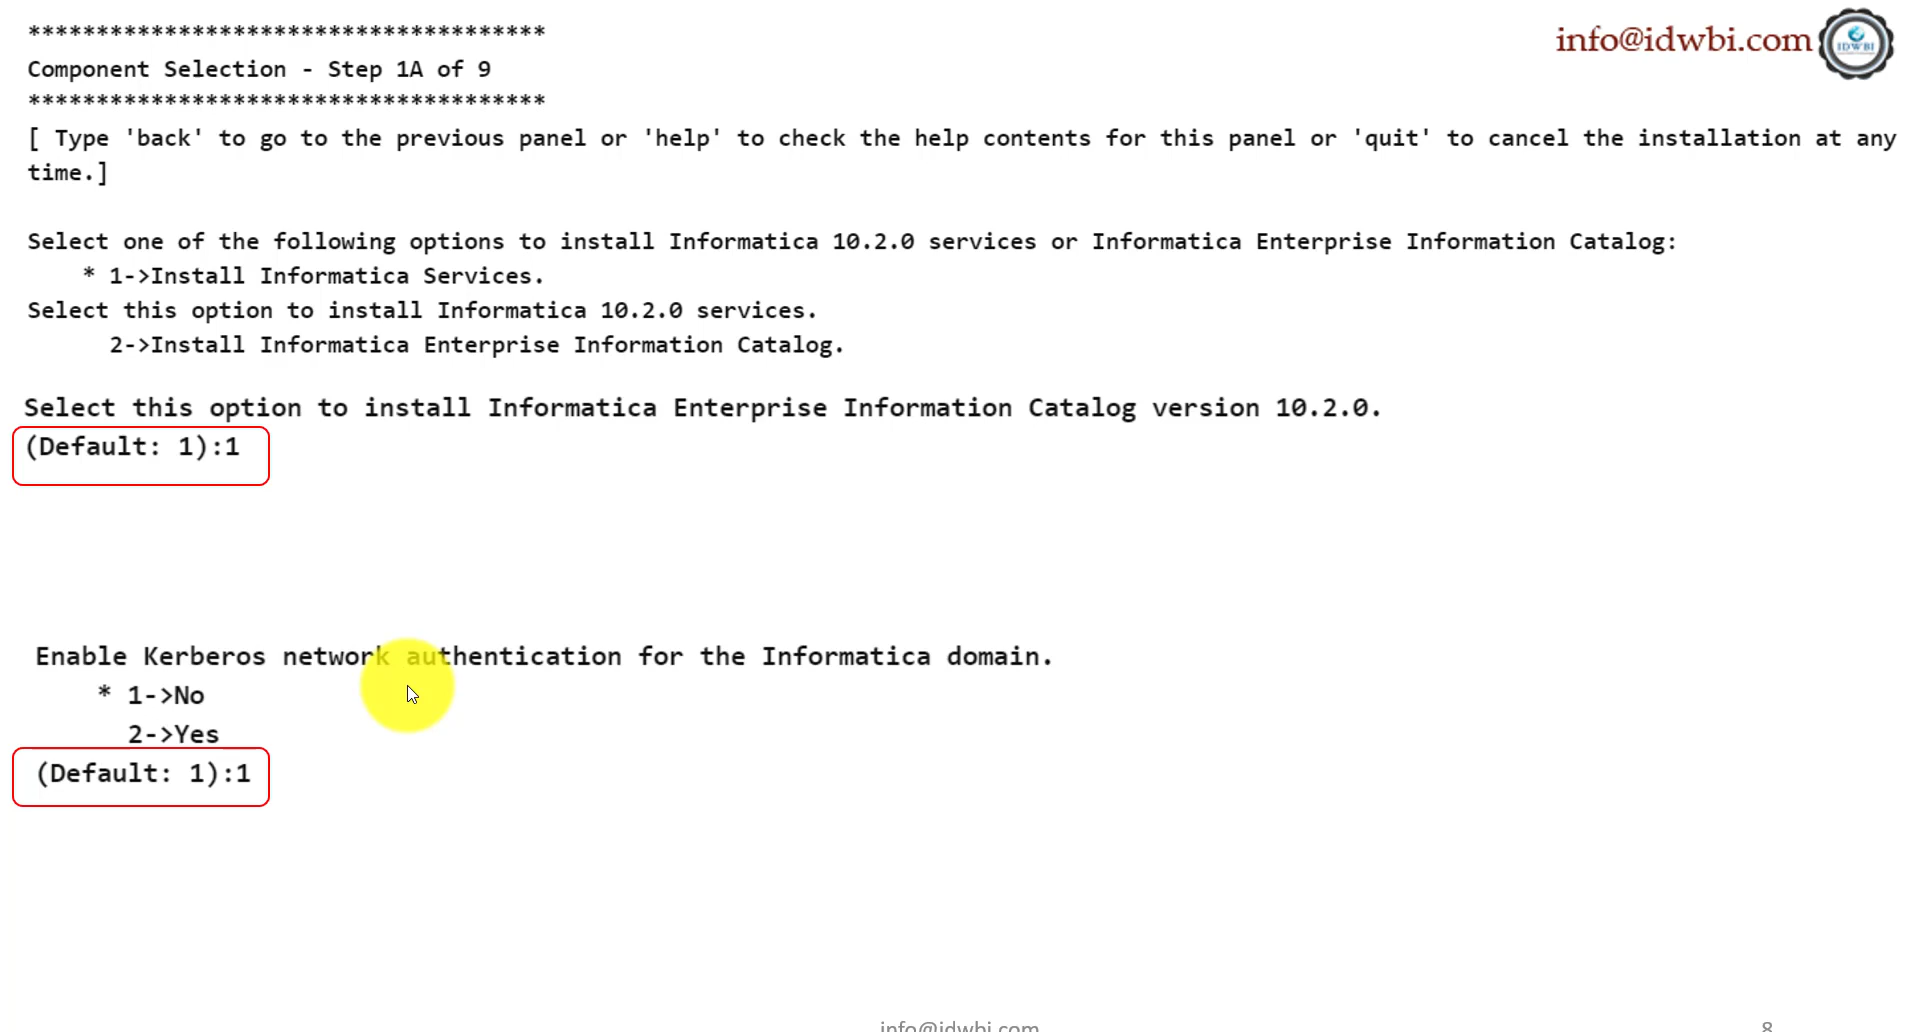 **************************************
info@idwbi.com
IDWBI
Component Selection - Step 1A of 9
**************************************
[ Type 'back' to go to the previous panel or 'help' to check the help contents for this panel or 'quit' to cancel the installation at any
time.]
Select one of the following options to install Informatica 10.2.0 services or Informatica Enterprise Information Catalog:
* 1->Install Informatica Services.
Select this option to install Informatica 10.2.0 services.
2->Install Informatica Enterprise Information Catalog.
Select this option to install Informatica Enterprise Information Catalog version 10.2.0.
(Default: 1):1
Enable Kerberos network authentication for the Informatica domain.
* 1->No
2->Yes
(Default: 1):1
info@idwbi.com
8